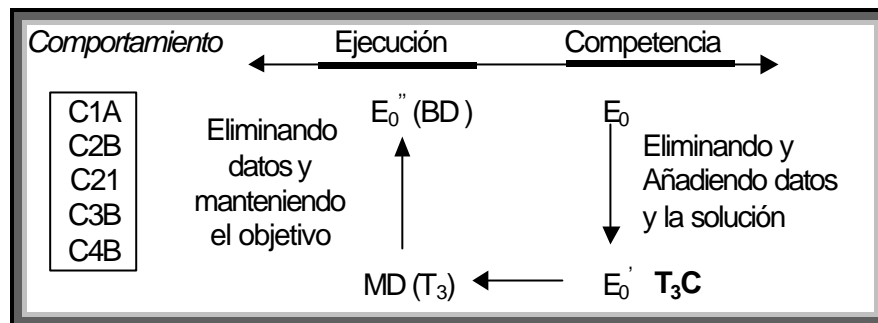 Comportamiento Ejecución Competencia
C1A
C2B
C21
C3B
C4B
Eliminando
datos y
manteniendo
el objetivo
E₀’’ (BD)
MD (T₃)
E₀
Eliminando y
Añadiendo datos
y la solución
E₀’ T₃C